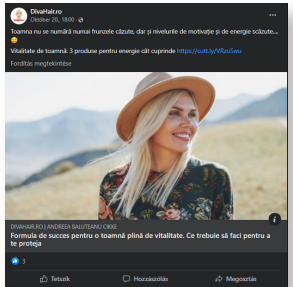 DivaHair.ro
Október 20, 18:00 ·
Toamna nu se numără numai frunzele căzute, dar și nivelurile de motivație și de energie scăzute...
Vitalitate de toamnă: 3 produse pentru energie cât cuprinde https://cutt.ly/VRzuSwu
Fordítás megtekintése
DIVAHAIR.RO | ANDREEA BALUTEANU CIKKE
Formula de succes pentru o toamnă plină de vitalitate. Ce trebuie să faci pentru a
te proteja
3
Tetszik Hozzászólás Megosztás